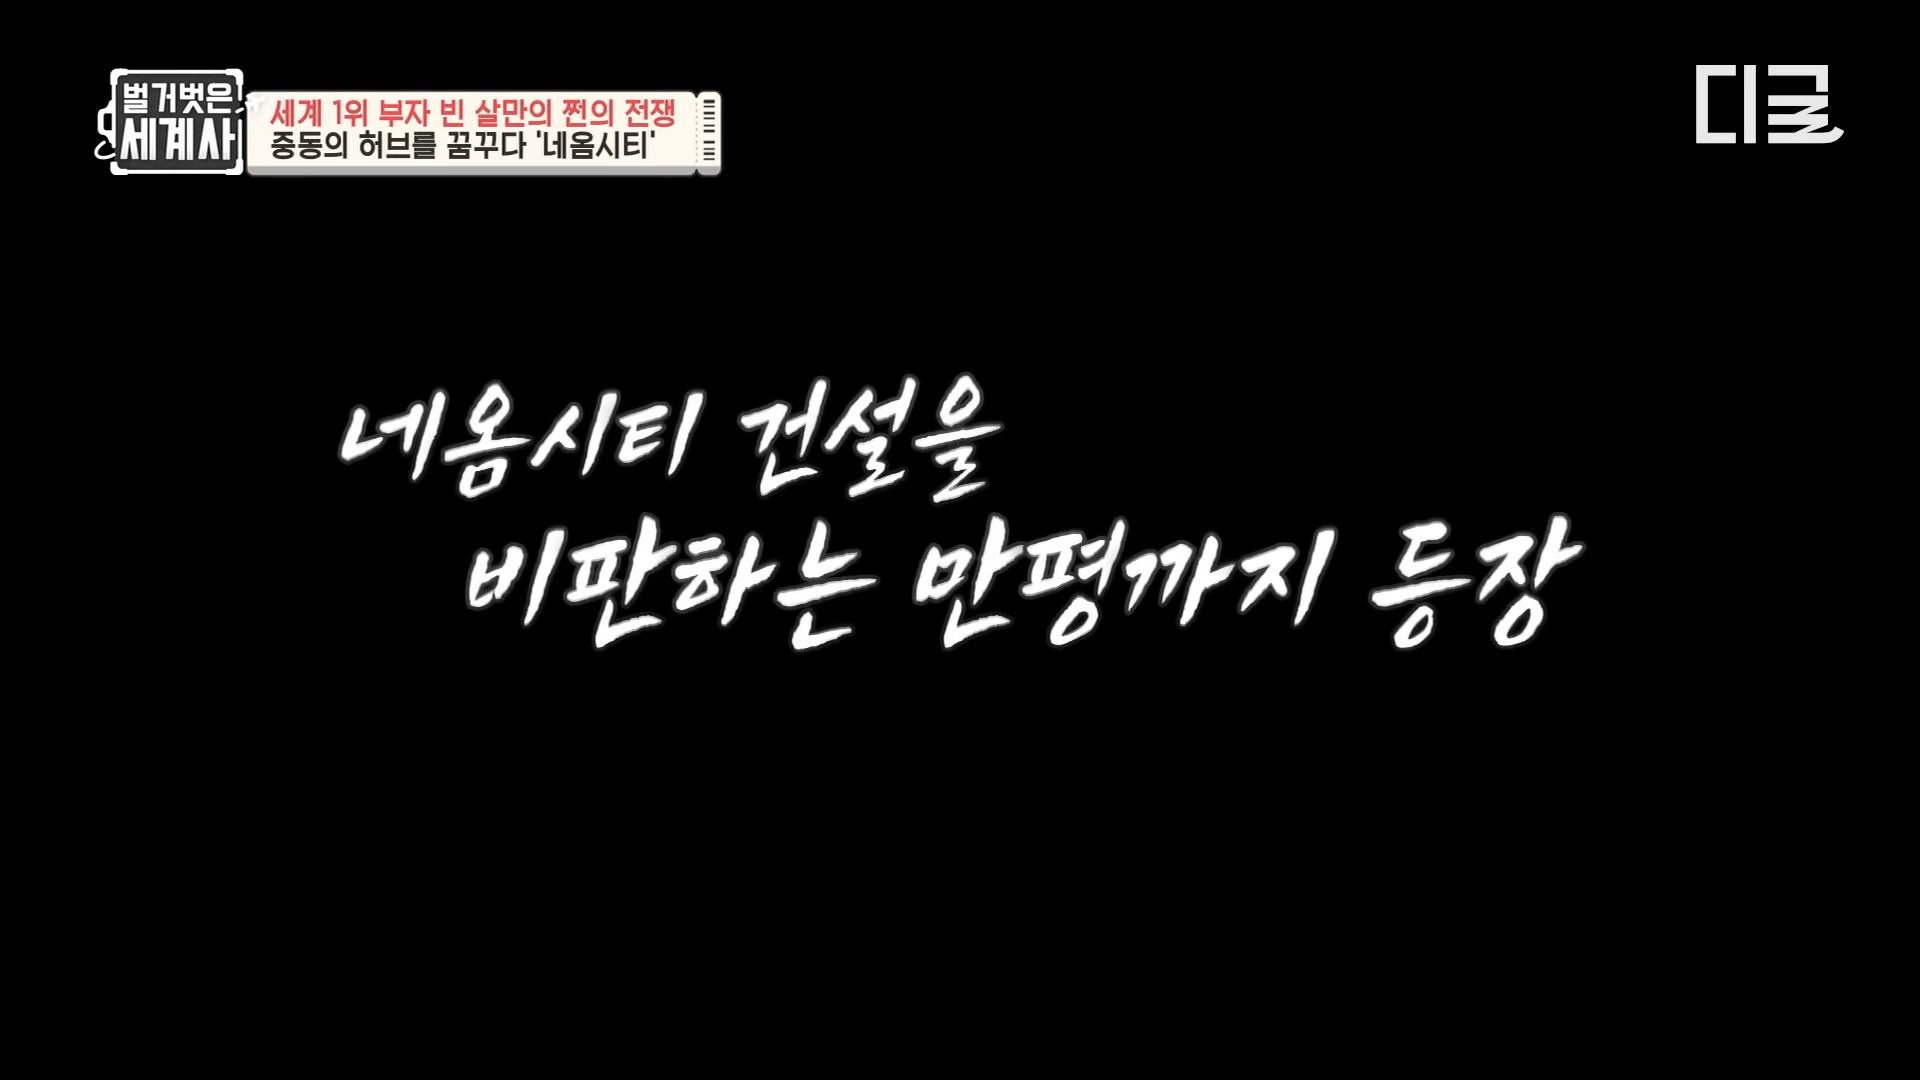 벌거벗은
세계사
세계 1위 부자 빈 살만의 쩐의 전쟁
중동의 허브를 꿈꾸다 '네옴시티'
디글
네옴시티 건설을
비판하는 만평까지 등장